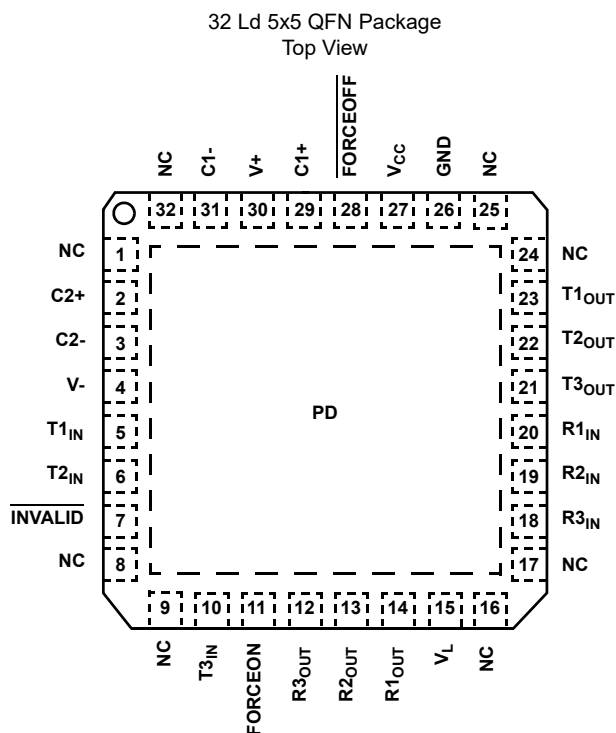 32 Ld 5x5 QFN Package
Top View
NC
C1-
V+
C1+
FORCEOFF
VCC
GND
NC
32 31 30 29 28 27 26 25
NC 1
C2+ 2
C2- 3
V- 4
T1IN 5
T2IN 6
INVALID 7
NC 8
PD
24 NC
23 T1OUT
22 T2OUT
21 T3OUT
20 R1IN
19 R2IN
18 R3IN
17 NC
9 10 11 12 13 14 15 16
NC
T3IN
FORCEON
R3OUT
R2OUT
R1OUT
VL
NC